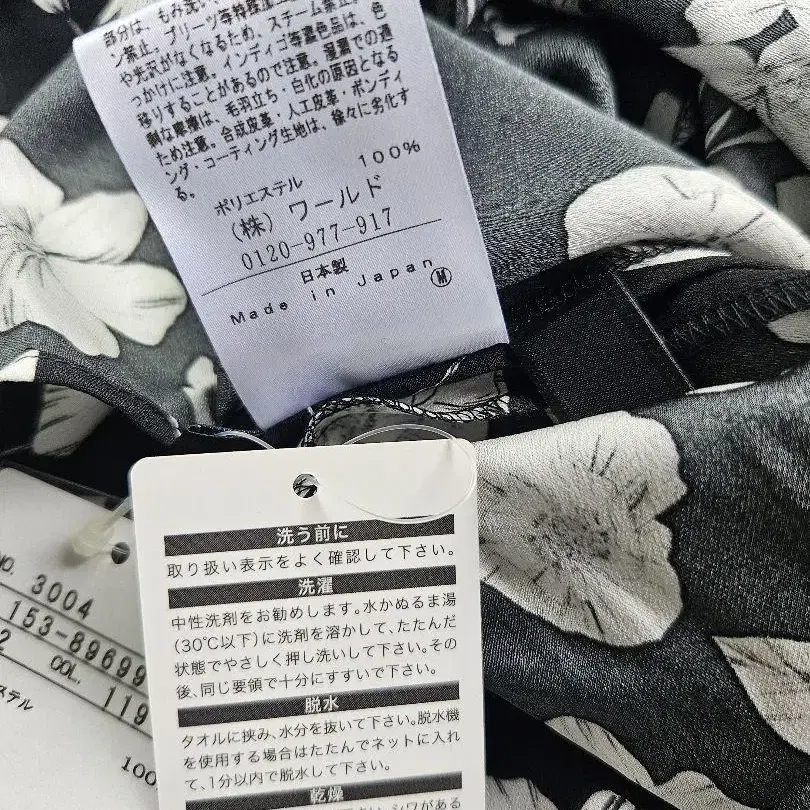 部分は、もみ洗い
ン禁止。プリーツ等特殊加
や光沢がなくなるため、スチーム禁止
つっかけに注意。インディゴ等濃色品は、色
移りすることがあるので注意。湿潤での
刺な摩擦は、毛羽立ち・白化の原因となる
ため注意。合成皮革・人工皮革・ボンディ
ング・コーティング生地は、徐々に劣化す
る。
ポリエステル 100%
(株) ワールド
0120-977-917
日本製
Made in Japan Ⓜ
NO. 3004
153-89699
2 COL. 119
ステル
100
洗う前に
取り扱い表示をよく確認して下さい。
洗濯
中性洗剤をお勧めします。水かぬるま湯
(30℃以下)に洗剤を溶かして、たたんだ
状態でやさしく押し洗いして下さい。その
後、同じ要領で十分にすすいで下さい。
脱水
タオルに挟み、水分を抜いて下さい。脱水機
を使用する場合はたたんでネットに入れ
て、1分以内で脱水して下さい。
乾燥
下さい。シワがある